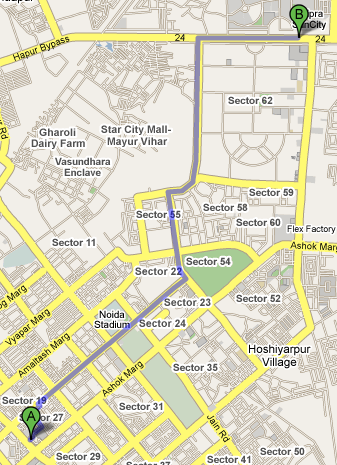 B
SunCity
24
24
Hapur Bypass
Sector 62
Star City Mall-
Mayur Vihar
Gharoli
Dairy Farm
Vasundhara
Enclave
Rd
Sector 59
Sector 58
Sector 55
Sector 60
Flex Factory
Ashok Marg
Sector 11
Sector 22
Sector 54
Marg
Sector 23
Sector 52
Noida
Stadium
Sector 24
Vyapar Marg
Amaltash Marg
Hoshiyarpur
Village
Sector 35
Ashok Marg
Sector 19
Sector 31
A
27
Jain Rd
Sector 29
Sector 41
Sector 50